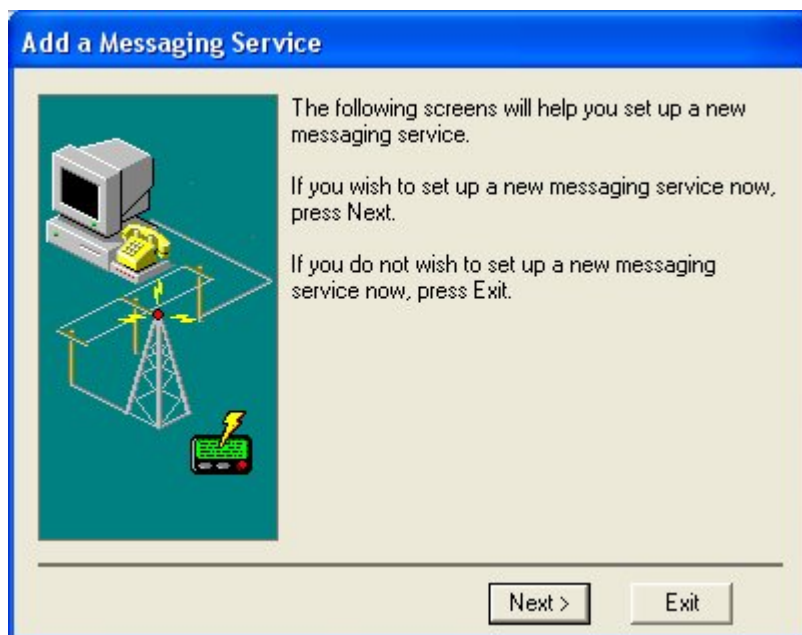 Add a Messaging Service
The following screens will help you set up a new
messaging service.
If you wish to set up a new messaging service now,
press Next.
If you do not wish to set up a new messaging
service now, press Exit.
Next >
Exit